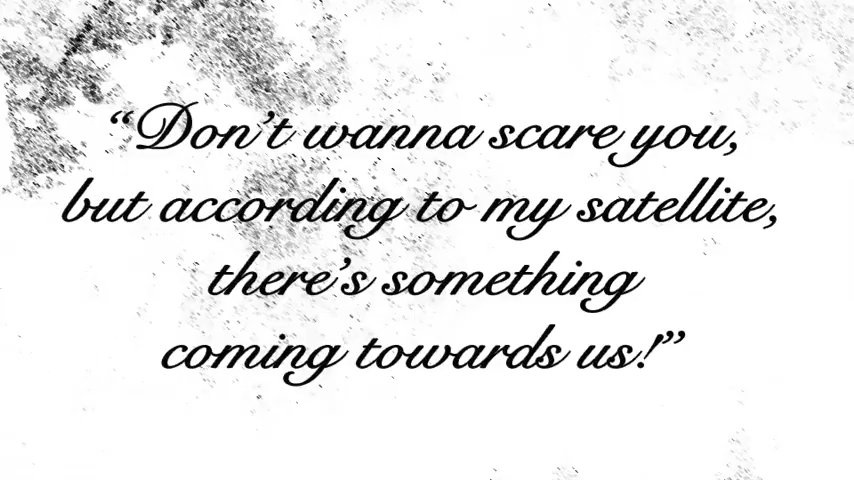 “Don’t wanna scare you,
but according to my satellite,
there’s something
coming towards us!”